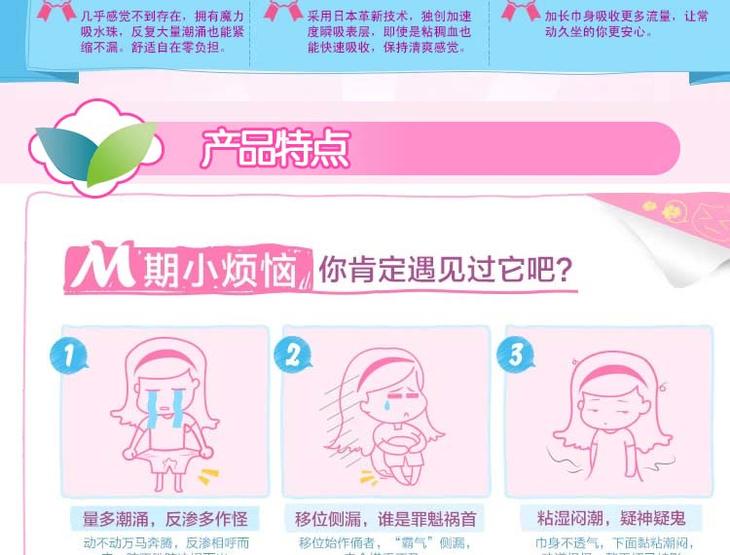 几乎感觉不到存在，拥有魔力
吸水珠，反复大量潮涌也能紧
缩不漏。舒适自在零负担。
采用日本革新技术，独创加速
度瞬吸表层，即使是粘稠血也
能快速吸收，保持清爽感觉。
加长巾身吸收更多流量，让常
动久坐的你更安心。
产品特点
M期小烦恼，你肯定遇见过它吧？
1
2
3
量多潮涌，反渗多作怪
动不动万马奔腾，反渗相呼而
移位侧漏，谁是罪魁祸首
移位始作俑者，“霸气”侧漏，
粘湿闷潮，疑神疑鬼
巾身不透气，下面黏粘潮闷，